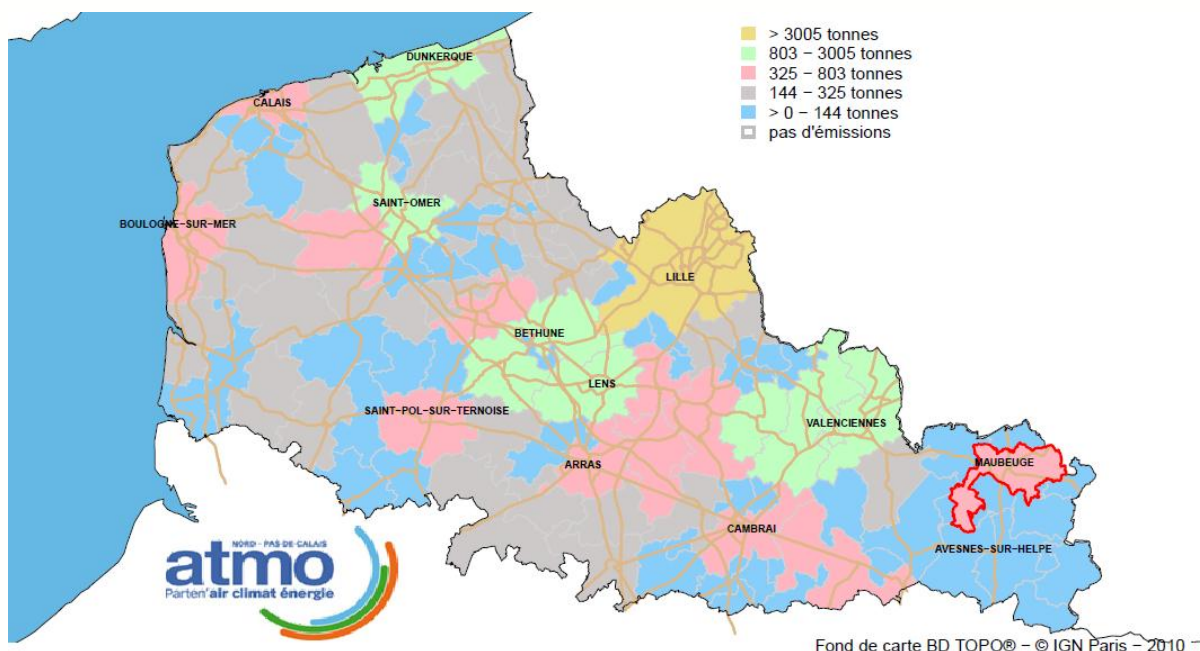 > 3005 tonnes
803 − 3005 tonnes
325 − 803 tonnes
144 − 325 tonnes
> 0 − 144 tonnes
pas d'émissions
DUNKERQUE
CALAIS
SAINT−OMER
BOULOGNE−SUR−MER
LILLE
BETHUNE
LENS
SAINT−POL−SUR−TERNOISE
VALENCIENNES
ARRAS
MAUBEUGE
CAMBRAI
AVESNES−SUR−HELPE
NORD - PAS-DE-CALAIS
atmo
Parten'air climat énergie
Fond de carte BD TOPO® − © IGN Paris − 2010 −